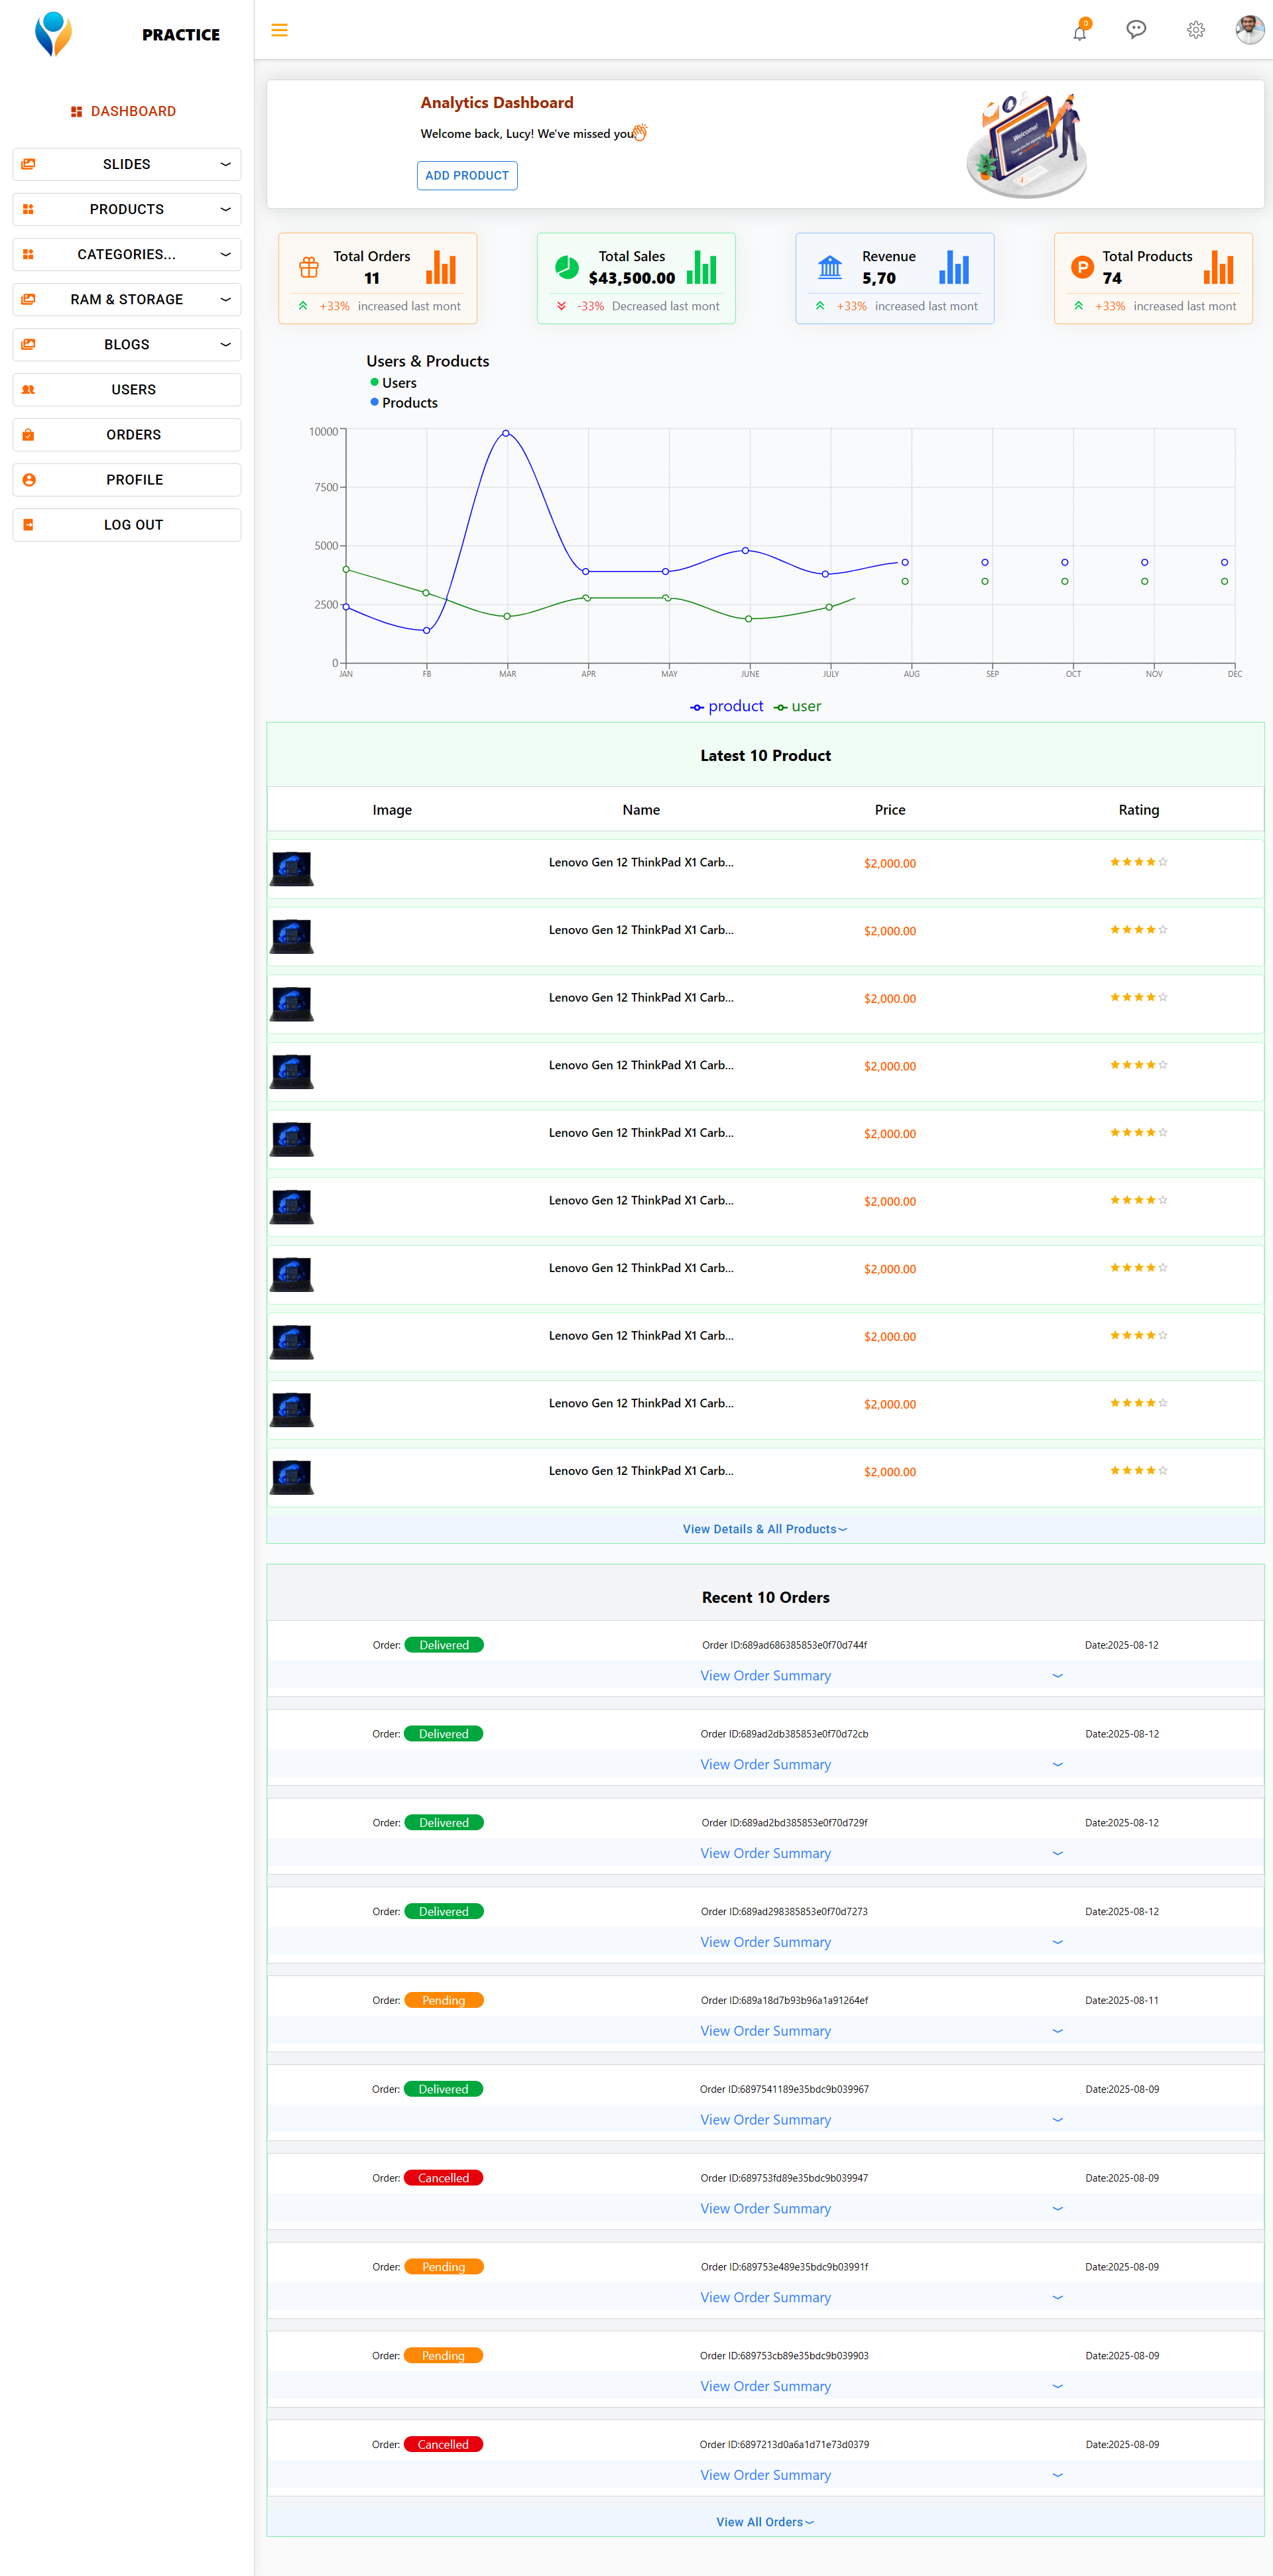 PRACTICE
0
DASHBOARD
SLIDES
PRODUCTS
CATEGORIES...
RAM & STORAGE
BLOGS
USERS
ORDERS
PROFILE
LOG OUT
Analytics Dashboard
Welcome back, Lucy! We've missed you
ADD PRODUCT
Welcome!
Total Orders
11
+33% increased last mont
Total Sales
$43,500.00
-33% Decreased last mont
Revenue
5,70
+33% increased last mont
P
Total Products
74
+33% increased last mont
Users & Products
Users
Products
10000
7500
5000
2500
0
JAN FB MAR APR MAY JUNE JULY AUG SEP OCT NOV DEC
product user
Latest 10 Product
Image Name Price Rating
Lenovo Gen 12 ThinkPad X1 Carb... $2,000.00
Lenovo Gen 12 ThinkPad X1 Carb... $2,000.00
Lenovo Gen 12 ThinkPad X1 Carb... $2,000.00
Lenovo Gen 12 ThinkPad X1 Carb... $2,000.00
Lenovo Gen 12 ThinkPad X1 Carb... $2,000.00
Lenovo Gen 12 ThinkPad X1 Carb... $2,000.00
Lenovo Gen 12 ThinkPad X1 Carb... $2,000.00
Lenovo Gen 12 ThinkPad X1 Carb... $2,000.00
Lenovo Gen 12 ThinkPad X1 Carb... $2,000.00
Lenovo Gen 12 ThinkPad X1 Carb... $2,000.00
View Details & All Products
Recent 10 Orders
Order: Delivered Order ID:689ad686385853e0f70d744f Date:2025-08-12
View Order Summary
Order: Delivered Order ID:689ad2db385853e0f70d72cb Date:2025-08-12
View Order Summary
Order: Delivered Order ID:689ad2bd385853e0f70d729f Date:2025-08-12
View Order Summary
Order: Delivered Order ID:689ad298385853e0f70d7273 Date:2025-08-12
View Order Summary
Order: Pending Order ID:689a18d7b93b96a1a91264ef Date:2025-08-11
View Order Summary
Order: Delivered Order ID:6897541189e35bdc9b039967 Date:2025-08-09
View Order Summary
Order: Cancelled Order ID:689753fd89e35bdc9b039947 Date:2025-08-09
View Order Summary
Order: Pending Order ID:689753e489e35bdc9b03991f Date:2025-08-09
View Order Summary
Order: Pending Order ID:689753cb89e35bdc9b039903 Date:2025-08-09
View Order Summary
Order: Cancelled Order ID:6897213d0a6a1d71e73d0379 Date:2025-08-09
View Order Summary
View All Orders